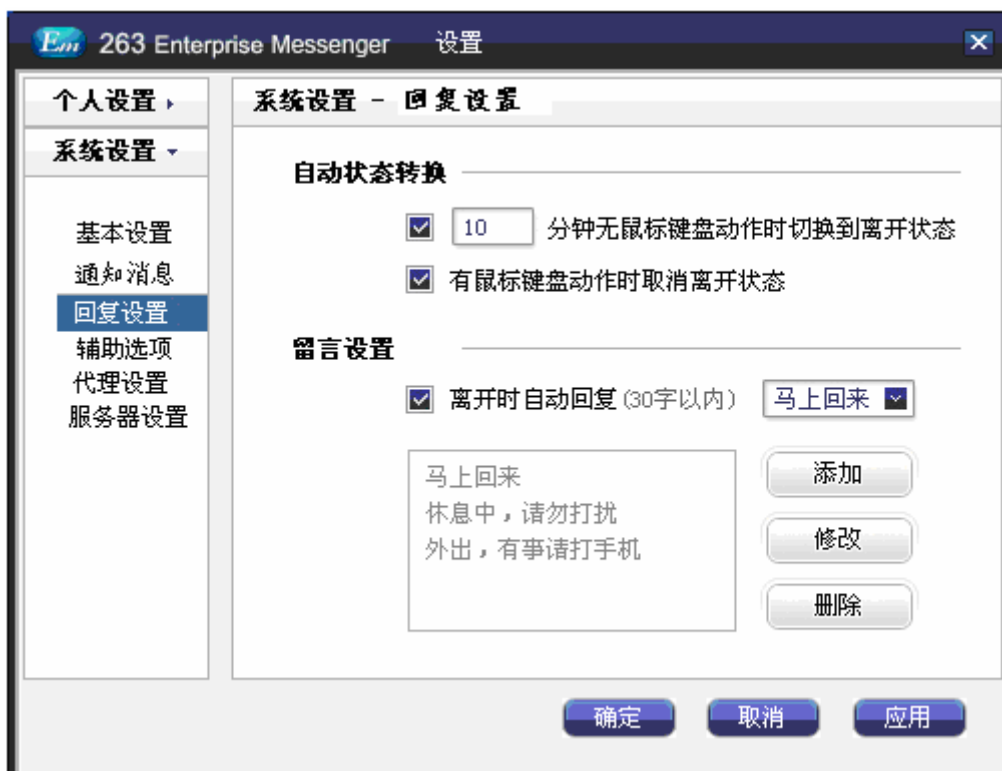 Em 263 Enterprise Messenger 设置
个人设置
系统设置
基本设置
通知消息
回复设置
辅助选项
代理设置
服务器设置
系统设置 - 回复设置
自动状态转换
10 分钟无鼠标键盘动作时切换到离开状态
有鼠标键盘动作时取消离开状态
留言设置
离开时自动回复(30字以内) 马上回来
马上回来
休息中，请勿打扰
外出，有事请打手机
添加
修改
删除
确定 取消 应用